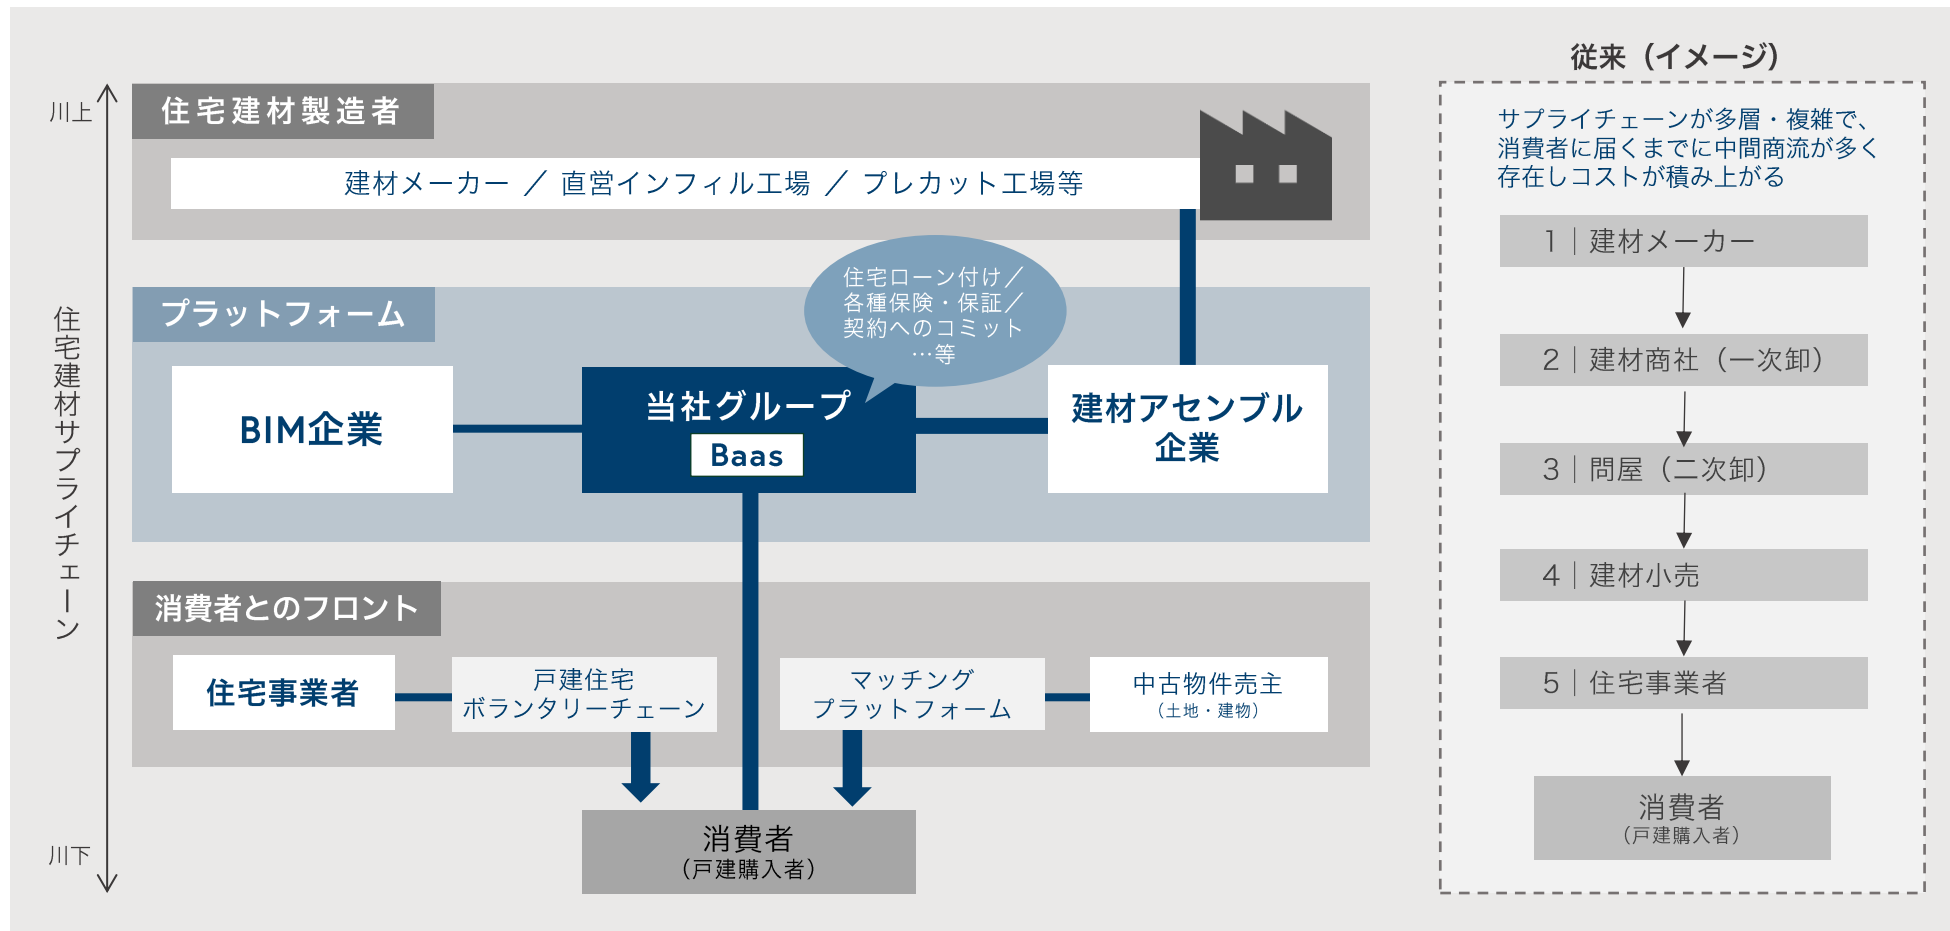 川上
住宅建材サプライチェーン
川下
住宅建材製造者
建材メーカー ／ 直営インフィル工場 ／ プレカット工場等
プラットフォーム
住宅ローン付け／
各種保険・保証／
契約へのコミット
…等
BIM企業
当社グループ
Baas
建材アセンブル
企業
消費者とのフロント
住宅事業者
戸建住宅
ボランタリーチェーン
マッチング
プラットフォーム
中古物件売主
（土地・建物）
消費者
（戸建購入者）
従来（イメージ）
サプライチェーンが多層・複雑で、
消費者に届くまでに中間商流が多く
存在しコストが積み上がる
1｜建材メーカー
2｜建材商社（一次卸）
3｜問屋（二次卸）
4｜建材小売
5｜住宅事業者
消費者
（戸建購入者）